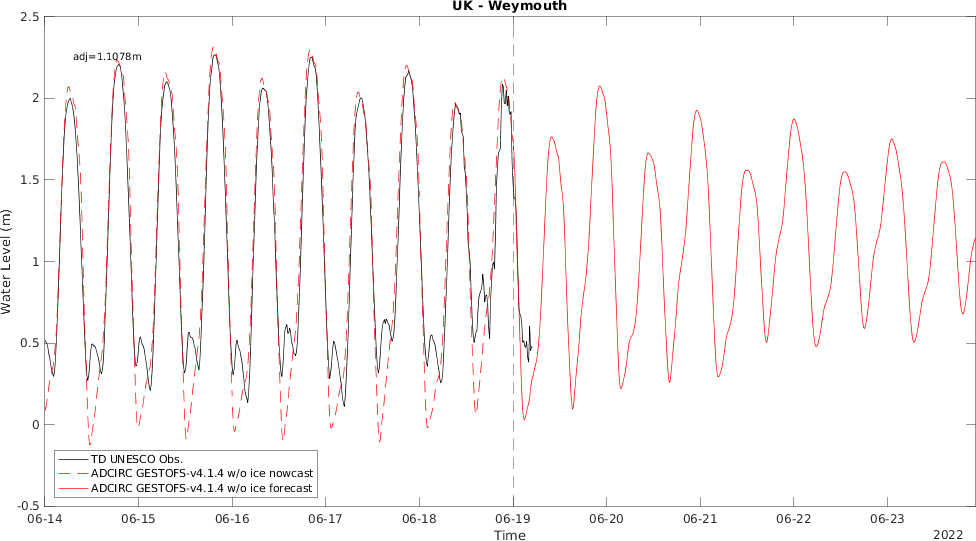 UK - Weymouth
2.5
adj=1.1078m
2
1.5
1
0.5
0
-0.5
Water Level (m)
TD UNESCO Obs.
ADCIRC GESTOFS-v4.1.4 w/o ice nowcast
ADCIRC GESTOFS-v4.1.4 w/o ice forecast
06-14 06-15 06-16 06-17 06-18 06-19 06-20 06-21 06-22 06-23
Time
2022